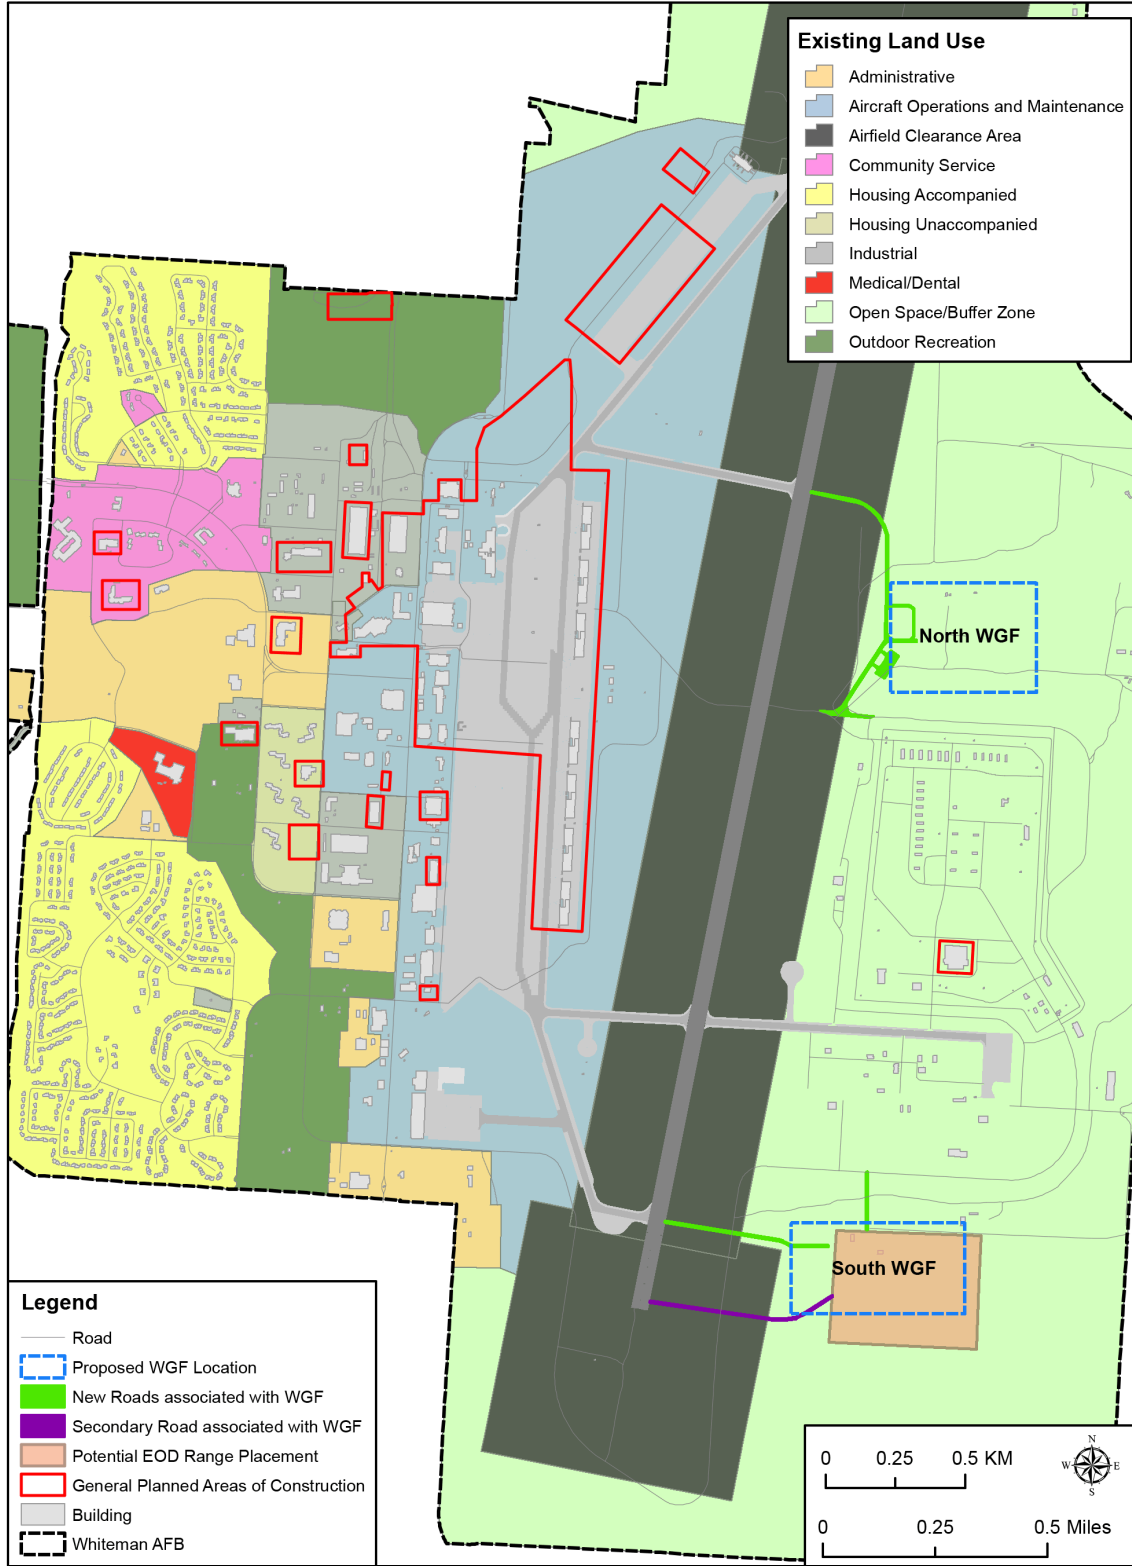 Existing Land Use
Administrative
Aircraft Operations and Maintenance
Airfield Clearance Area
Community Service
Housing Accompanied
Housing Unaccompanied
Industrial
Medical/Dental
Open Space/Buffer Zone
Outdoor Recreation
North WGF
South WGF
Legend
Road
Proposed WGF Location
New Roads associated with WGF
Secondary Road associated with WGF
Potential EOD Range Placement
General Planned Areas of Construction
Building
Whiteman AFB
0 0.25 0.5 KM
N
W E
S
0 0.25 0.5 Miles